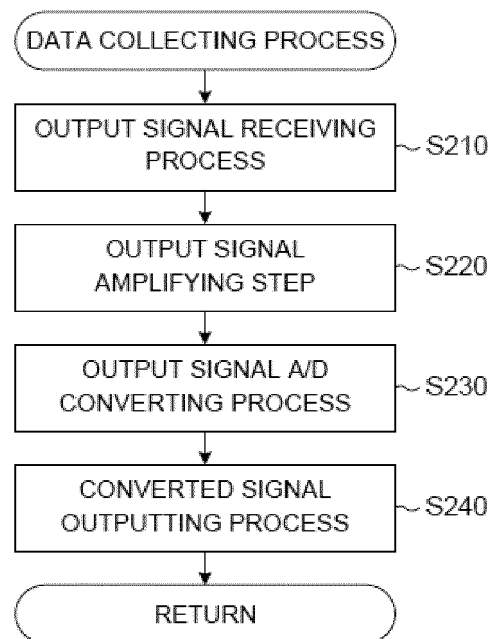 DATA COLLECTING PROCESS
OUTPUT SIGNAL RECEIVING
PROCESS
S210
OUTPUT SIGNAL
AMPLIFYING STEP
S220
OUTPUT SIGNAL A/D
CONVERTING PROCESS
S230
CONVERTED SIGNAL
OUTPUTTING PROCESS
S240
RETURN